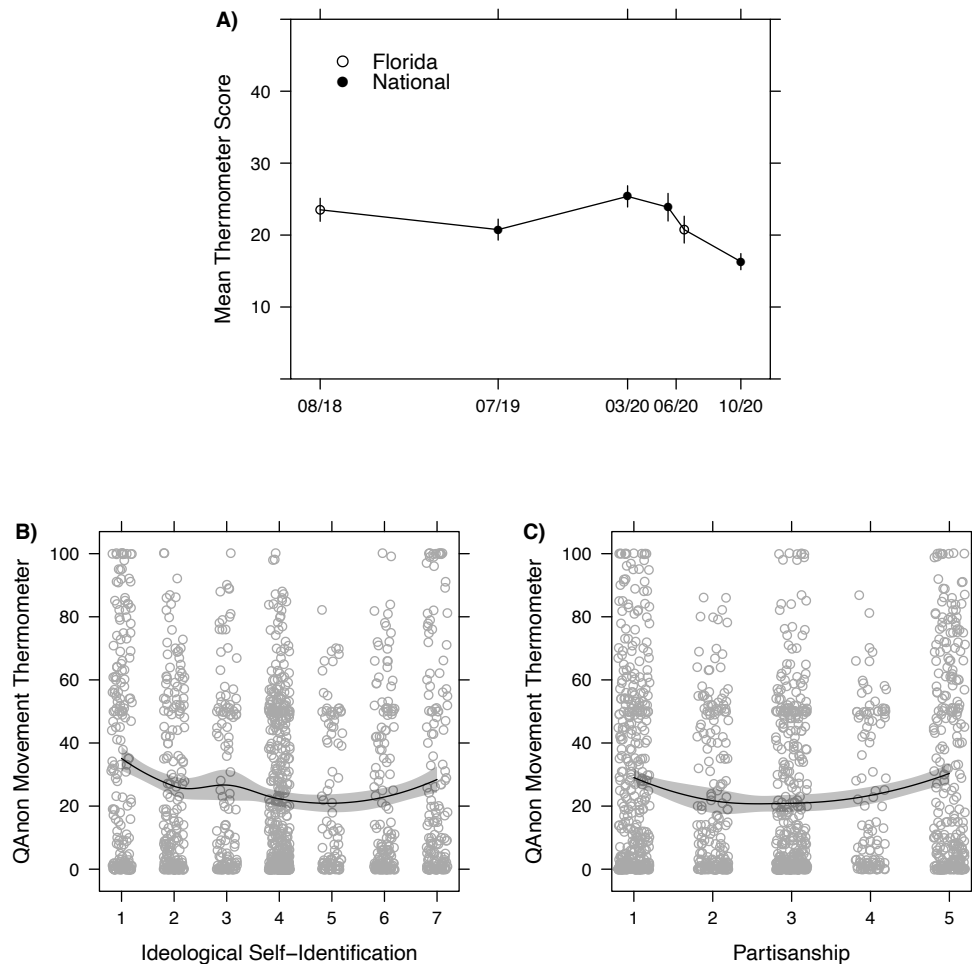 A)
Florida
National
Mean Thermometer Score
40
30
20
10
08/18 07/19 03/20 06/20 10/20
B)
QAnon Movement Thermometer
100
80
60
40
20
0
1 2 3 4 5 6 7
Ideological Self−Identification
C)
QAnon Movement Thermometer
100
80
60
40
20
0
1 2 3 4 5
Partisanship